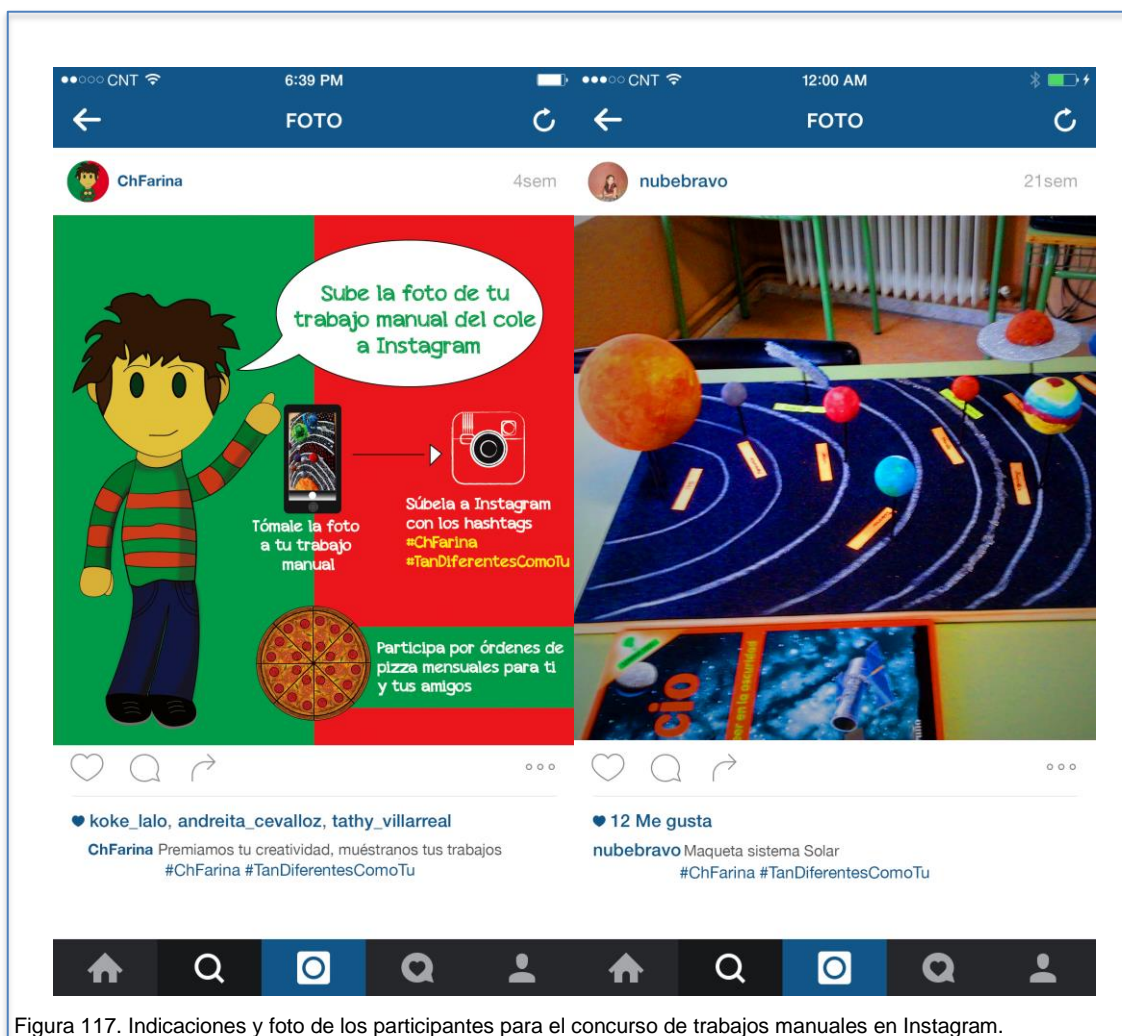 CNT 6:39 PM
FOTO
ChFarina 4sem
Sube la foto de tu
trabajo manual del cole
a Instagram
Tómale la foto
a tu trabajo
manual
Súbela a Instagram
con los hashtags
#ChFarina
#TanDiferentesComoTu
Participa por órdenes de
pizza mensuales para ti
y tus amigos
koke_lalo, andreita_cevalloz, tathy_villarreal
ChFarina Premiamos tu creatividad, muéstranos tus trabajos
#ChFarina #TanDiferentesComoTu
CNT 12:00 AM
FOTO
nubebravo 21sem
cio
en la oscuridad
12 Me gusta
nubebravo Maqueta sistema Solar
#ChFarina #TanDiferentesComoTu
Figura 117. Indicaciones y foto de los participantes para el concurso de trabajos manuales en Instagram.